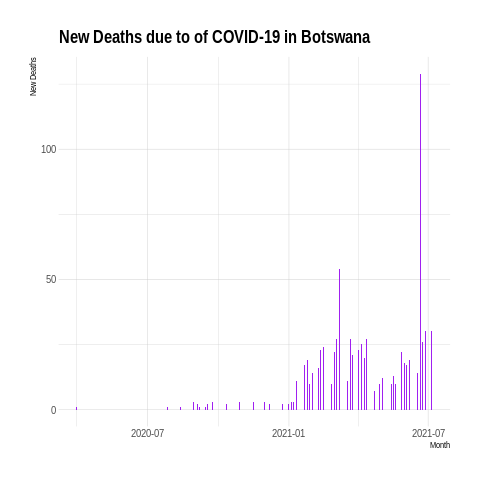 New Deaths due to of COVID-19 in Botswana
New Deaths
100
50
0
2020-07
2021-01
2021-07
Month